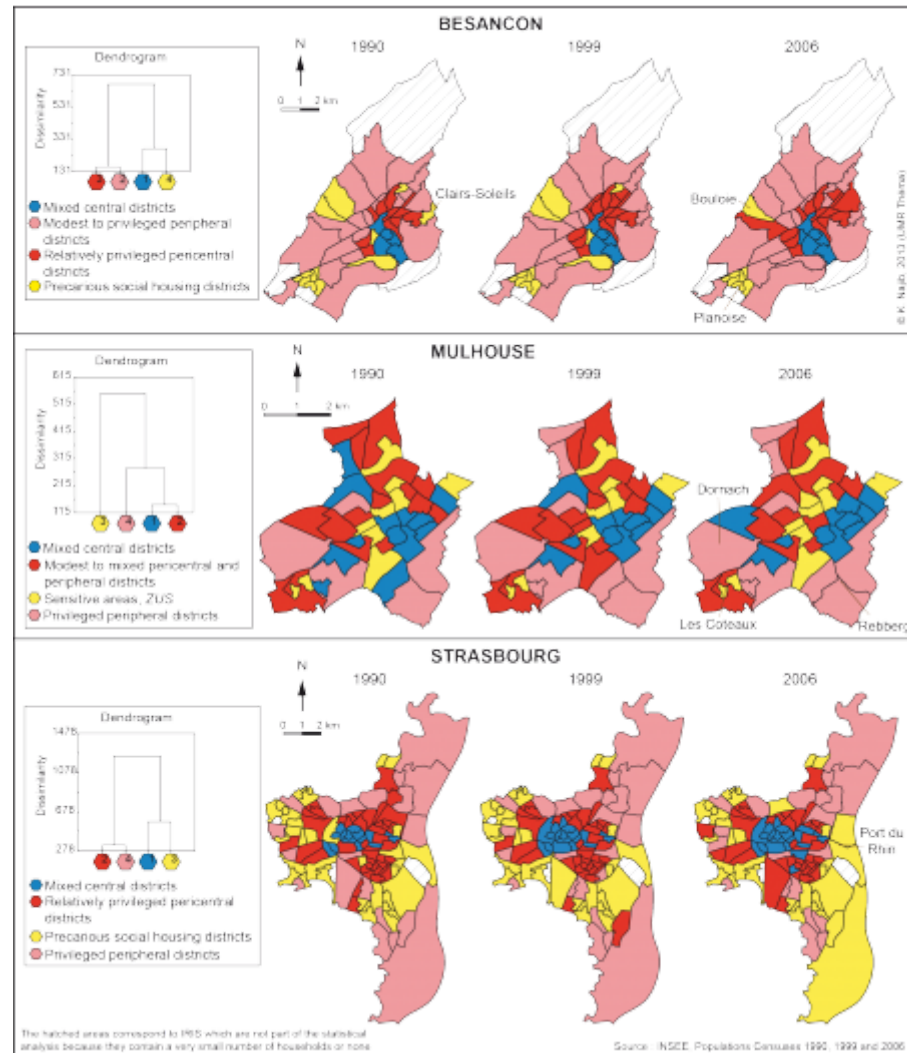 BESANCON
1990
1999
2006
Dendrogram
Dissimilarity
731
531
331
131
2
3
1
4
Mixed central districts
Modest to privileged peripheral
districts
Relatively privileged pericentral
districts
Precarious social housing districts
N
0 1 2 km
Clairs-Soleils
Bouloie
Planoise
© K. Najib, 2013 (UMR Thema)
MULHOUSE
1990
1999
2006
Dendrogram
Dissimilarity
615
515
415
315
215
115
3
4
1
2
Mixed central districts
Modest to mixed pericentral and
peripheral districts
Sensitive areas, ZUS
Privileged peripheral districts
N
0 1 2 km
Dornach
Les Coteaux
Rebberg
STRASBOURG
1990
1999
2006
Dendrogram
Dissimilarity
1478
1078
678
278
2
4
1
3
Mixed central districts
Relatively privileged pericentral
districts
Precarious social housing districts
Privileged peripheral districts
N
0 1 2 km
Port du
Rhin
The hatched areas correspond to IRIS which are not part of the statistical
analysis because they contain a very small number of households or none
Source : INSEE, Populations Censuses 1990, 1999 and 2006